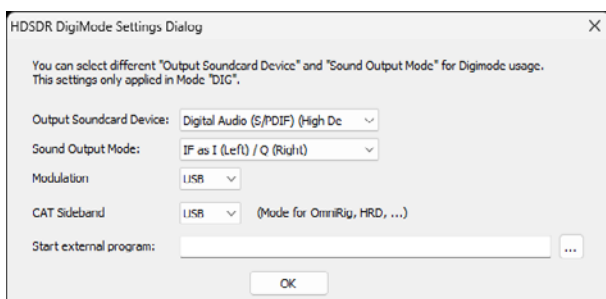 HDSDR DigiMode Settings Dialog
You can select different "Output Soundcard Device" and "Sound Output Mode" for Digimode usage.
This settings only applied in Mode "DIG".
Output Soundcard Device: Digital Audio (S/PDIF) (High De
Sound Output Mode: IF as I (Left) / Q (Right)
Modulation USB
CAT Sideband USB (Mode for OmniRig, HRD, ...)
Start external program: ...
OK